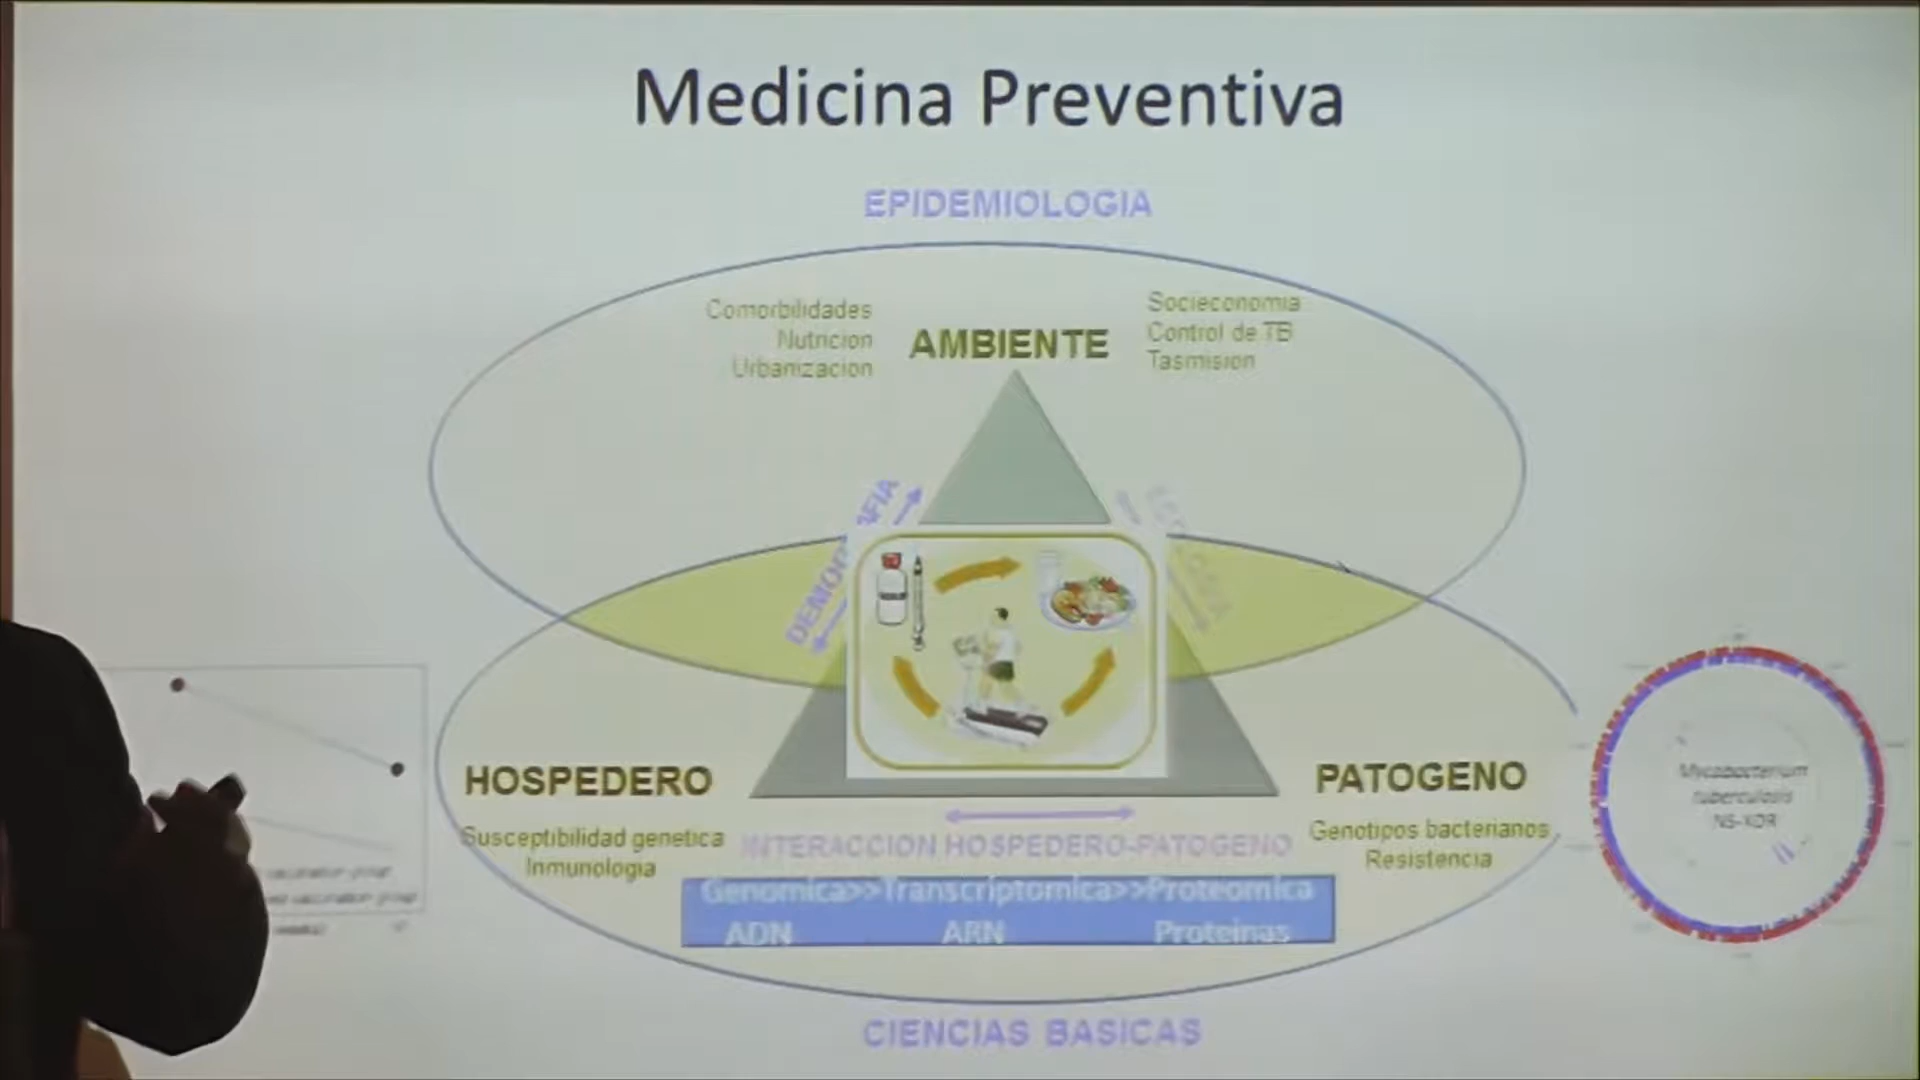 Medicina Preventiva
EPIDEMIOLOGIA
Comorbilidades
Nutricion
Urbanizacion
AMBIENTE
Socieconomia
Control de TB
Tasmision
HOSPEDERO
Susceptibilidad genetica
Inmunologia
PATOGENO
Genotipos bacterianos
Resistencia
INTERACCION HOSPEDERO-PATOGENO
Genomica>>Transcriptomica>>Proteomica
ADN ARN Proteinas
Mycobacterium
tuberculosis
CIENCIAS BASICAS